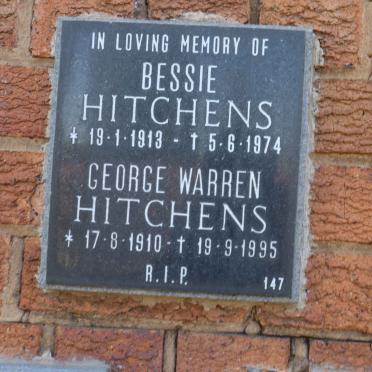 IN LOVING MEMORY OF
BESSIE
HITCHENS
* 19·1·1913 - † 5·6·1974
GEORGE WARREN
HITCHENS
* 17·8·1910 - † 19·9·1995
R.I.P.
147